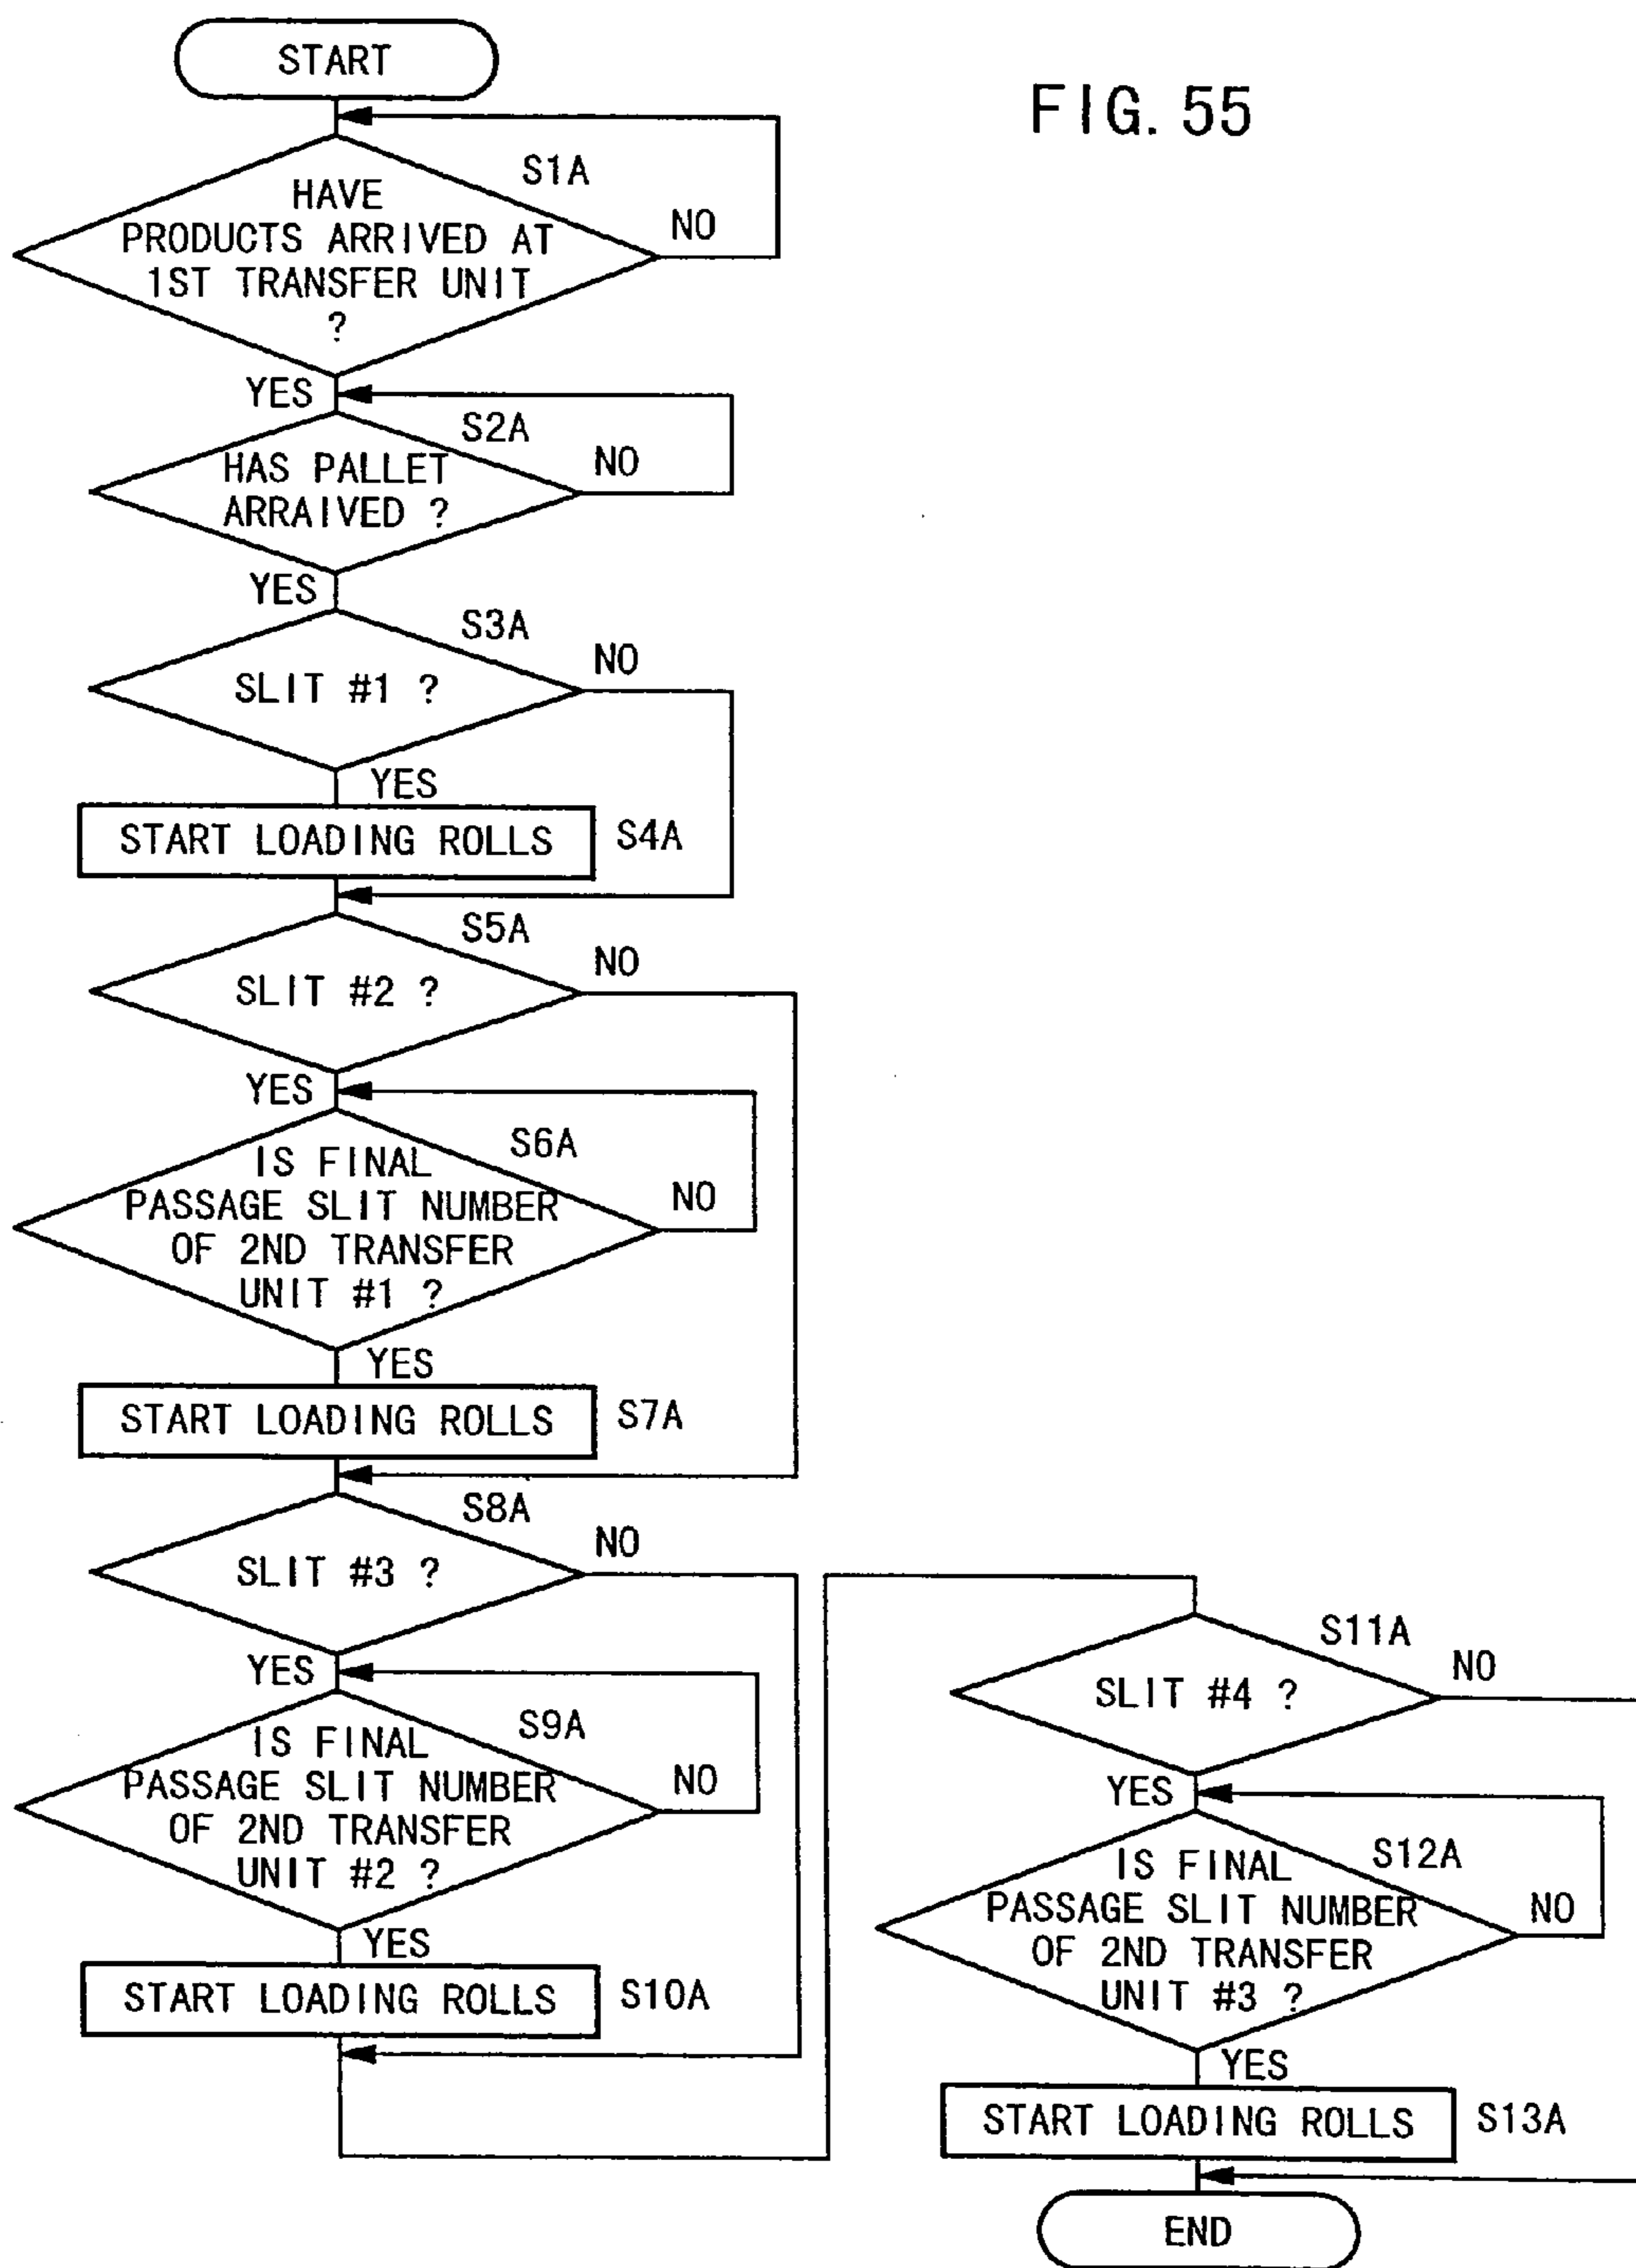 START
FIG. 55
S1A
HAVE
PRODUCTS ARRIVED AT
1ST TRANSFER UNIT
?
NO
YES
S2A
HAS PALLET
ARRAIVED ?
NO
YES
S3A
SLIT #1 ?
NO
YES
START LOADING ROLLS
S4A
S5A
SLIT #2 ?
NO
YES
S6A
IS FINAL
PASSAGE SLIT NUMBER
OF 2ND TRANSFER
UNIT #1 ?
NO
YES
START LOADING ROLLS
S7A
S8A
SLIT #3 ?
NO
YES
S9A
IS FINAL
PASSAGE SLIT NUMBER
OF 2ND TRANSFER
UNIT #2 ?
NO
YES
START LOADING ROLLS
S10A
S11A
SLIT #4 ?
NO
YES
S12A
IS FINAL
PASSAGE SLIT NUMBER
OF 2ND TRANSFER
UNIT #3 ?
NO
YES
START LOADING ROLLS
S13A
END